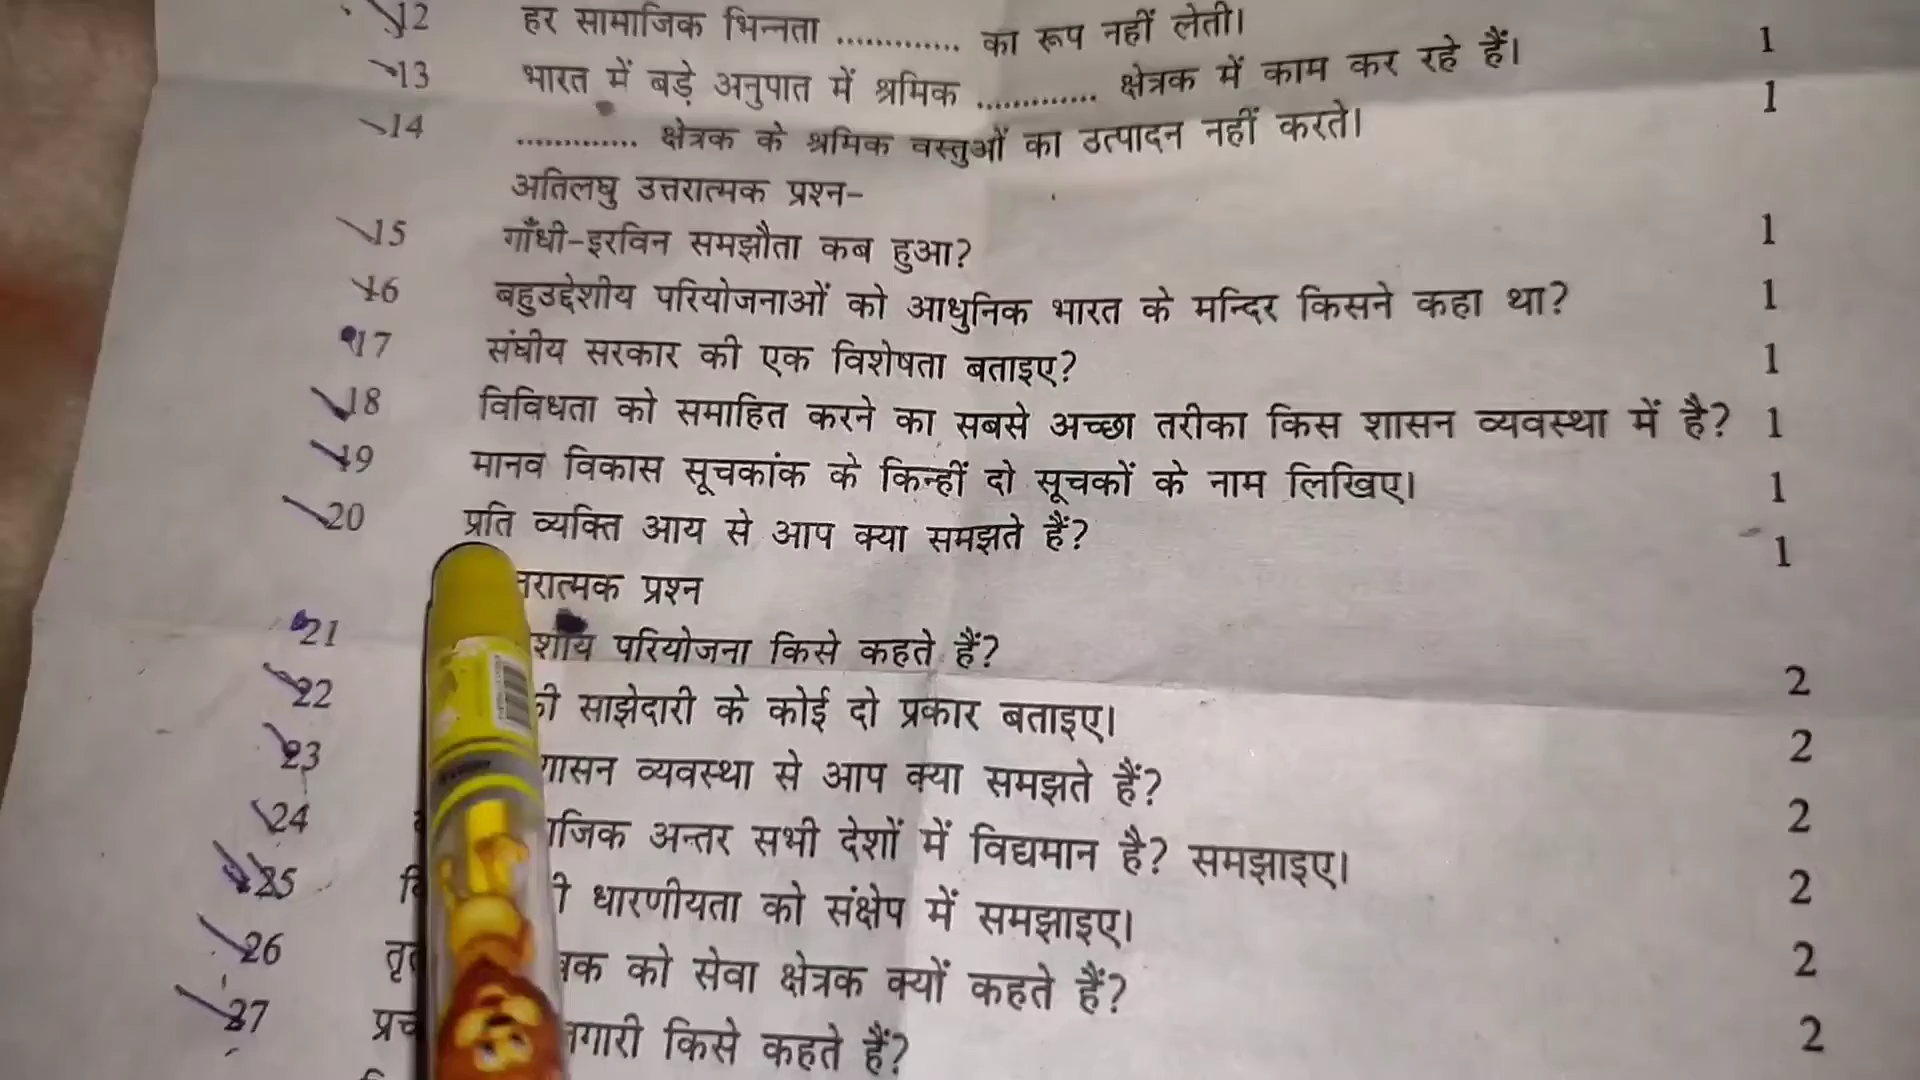 12 हर सामाजिक भिन्नता ............. का रूप नहीं लेती। 1
13 भारत में बड़े अनुपात में श्रमिक ............. क्षेत्रक में काम कर रहे हैं। 1
14 ............. क्षेत्रक के श्रमिक वस्तुओं का उत्पादन नहीं करते।
अतिलघु उत्तरात्मक प्रश्न-
15 गाँधी-इरविन समझौता कब हुआ? 1
16 बहुउद्देशीय परियोजनाओं को आधुनिक भारत के मन्दिर किसने कहा था? 1
17 संघीय सरकार की एक विशेषता बताइए? 1
18 विविधता को समाहित करने का सबसे अच्छा तरीका किस शासन व्यवस्था में है? 1
19 मानव विकास सूचकांक के किन्हीं दो सूचकों के नाम लिखिए। 1
20 प्रति व्यक्ति आय से आप क्या समझते हैं? 1
प्रश्न
21 परियोजना किसे कहते हैं? 2
22 की साझेदारी के कोई दो प्रकार बताइए। 2
23 शासन व्यवस्था से आप क्या समझते हैं? 2
24 अन्तर सभी देशों में विद्यमान है? समझाइए। 2
25 धारणीयता को संक्षेप में समझाइए। 2
26 को सेवा क्षेत्रक क्यों कहते हैं? 2
27 किसे कहते हैं?